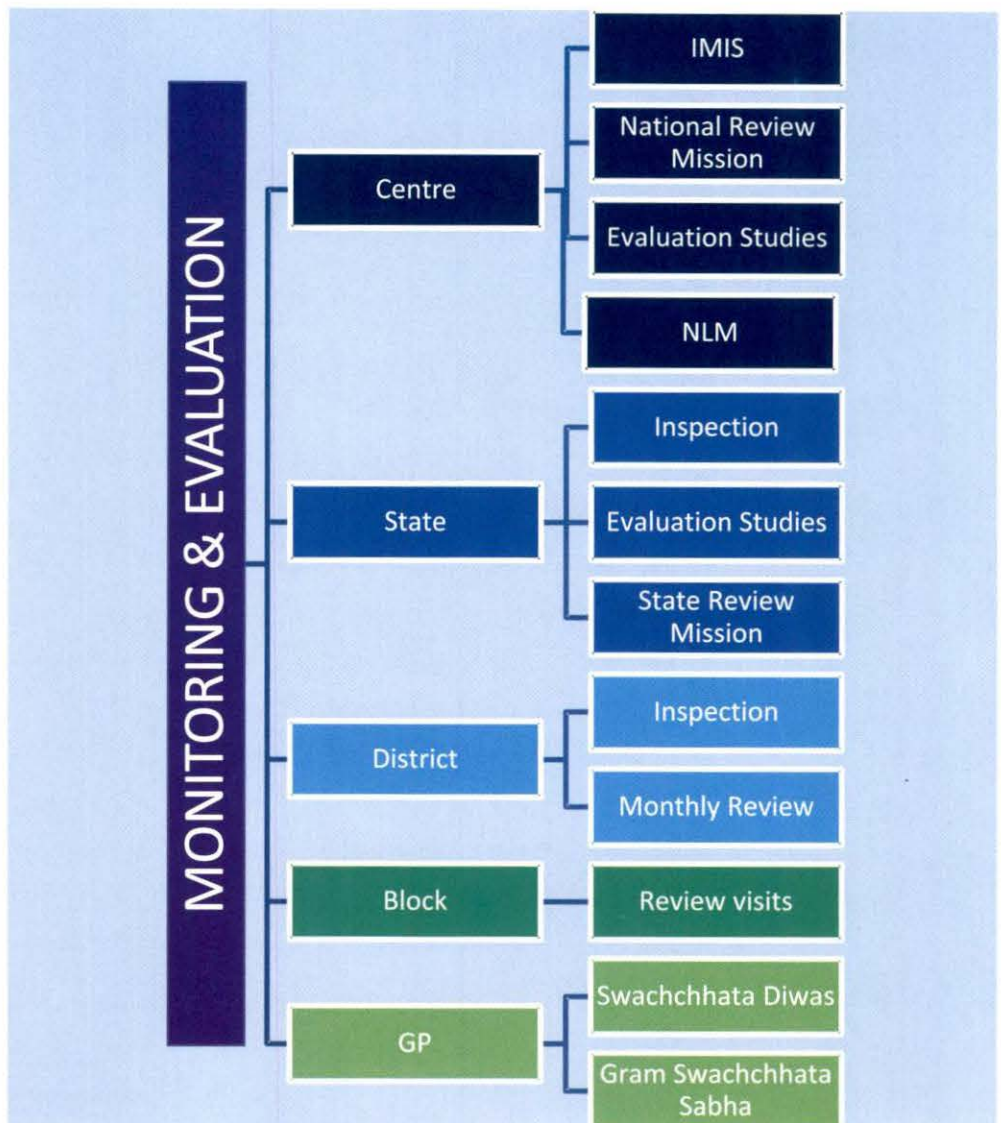 MONITORING & EVALUATION
Centre
IMIS
National Review
Mission
Evaluation Studies
NLM
State
Inspection
Evaluation Studies
State Review
Mission
District
Inspection
Monthly Review
Block
Review visits
GP
Swachchhata Diwas
Gram Swachchhata
Sabha